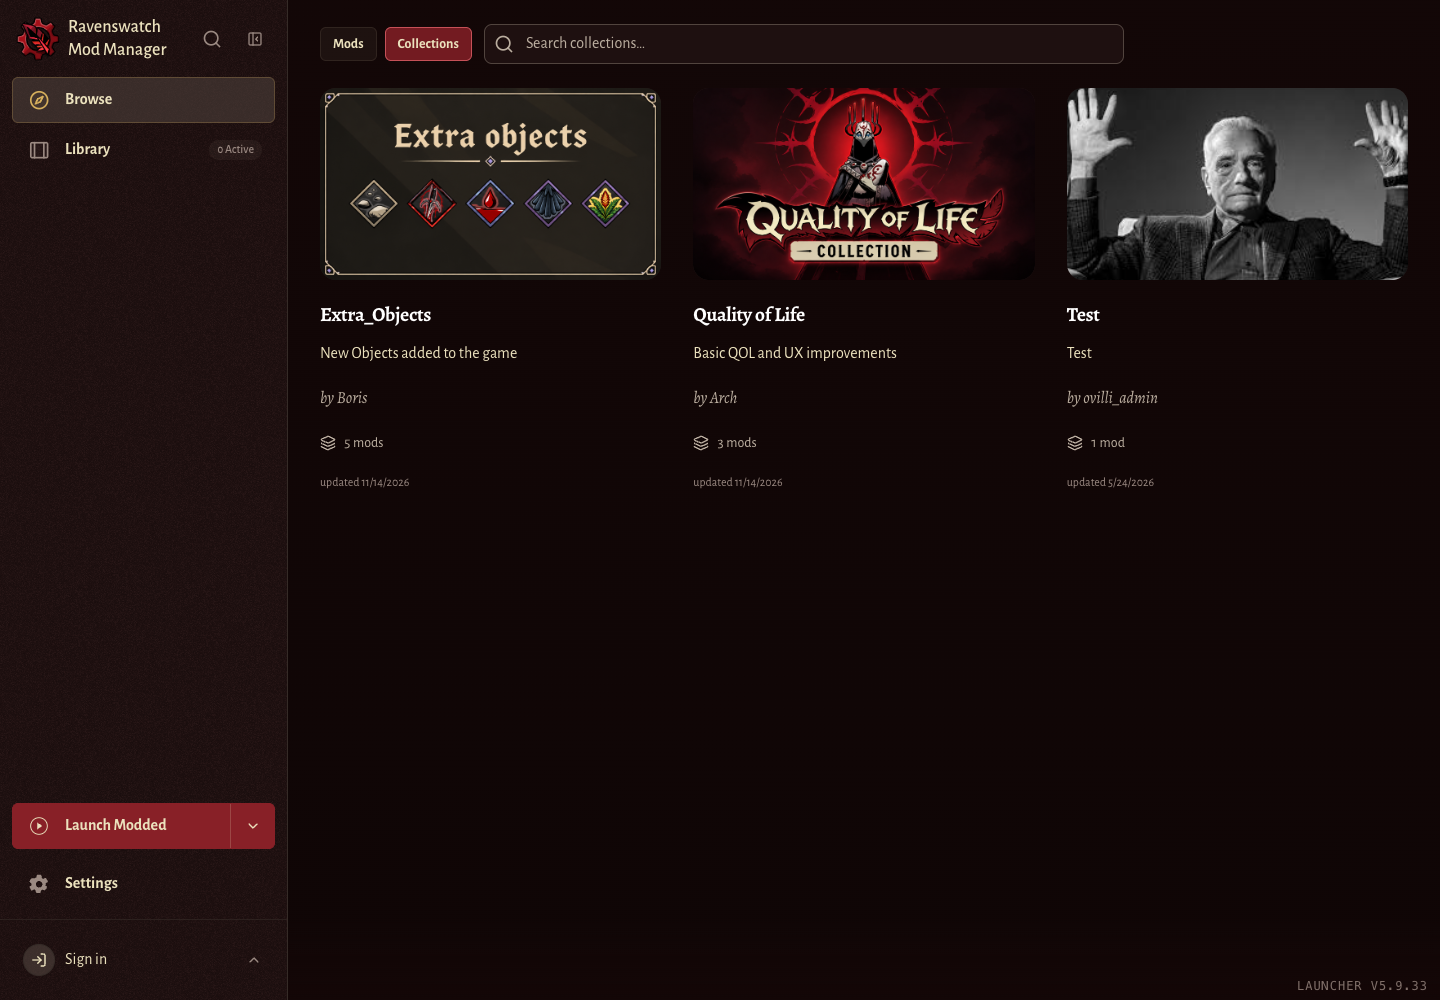 Ravenswatch
Mod Manager
Browse
Library
0 Active
Launch Modded
Settings
Sign in
Mods
Collections
Search collections...
Extra objects
Extra_Objects
New Objects added to the game
by Boris
5 mods
updated 11/14/2026
QUALITY OF LIFE
COLLECTION
Quality of Life
Basic QOL and UX improvements
by Arch
3 mods
updated 11/14/2026
Test
Test
by ovilli_admin
1 mod
updated 5/24/2026
LAUNCHER V5.9.33